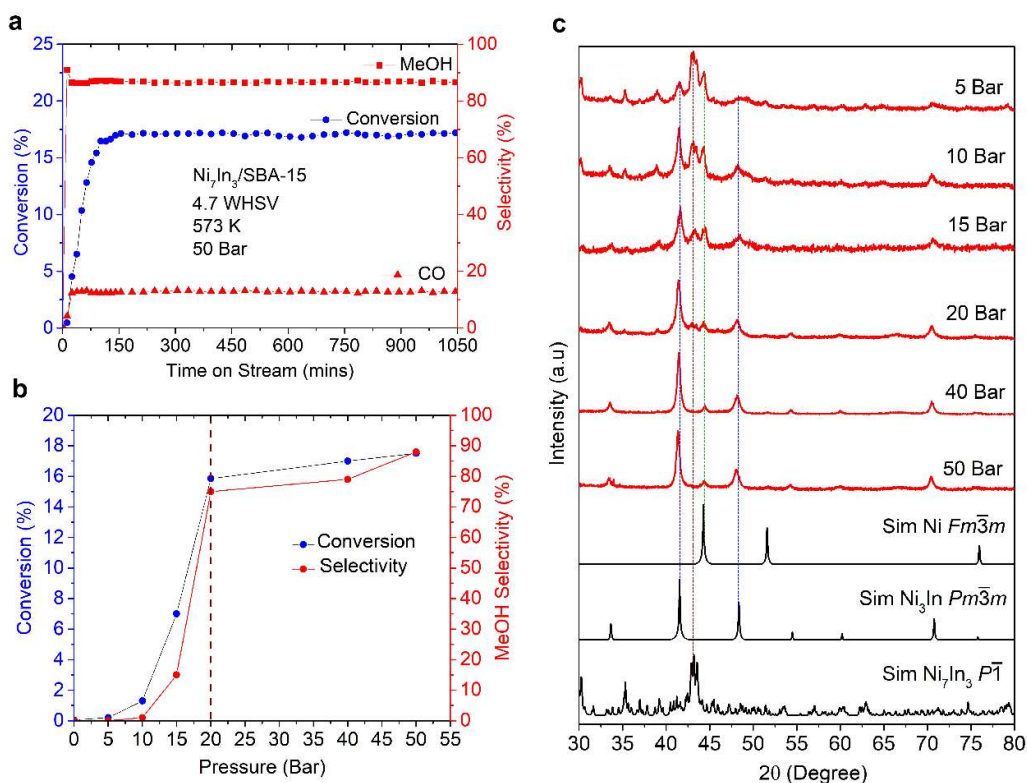 a
25
20
15
10
5
0
Conversion (%)
100
80
60
40
20
0
Selectivity (%)
MeOH
Conversion
Ni₇In₃/SBA-15
4.7 WHSV
573 K
50 Bar
CO
0 150 300 450 600 750 900 1050
Time on Stream (mins)
b
20
18
16
14
12
10
8
6
4
2
0
Conversion (%)
100
90
80
70
60
50
40
30
20
10
0
MeOH Selectivity (%)
Conversion
Selectivity
0 5 10 15 20 25 30 35 40 45 50 55
Pressure (Bar)
c
Intensity (a.u)
5 Bar
10 Bar
15 Bar
20 Bar
40 Bar
50 Bar
Sim Ni Fm3̅m
Sim Ni₃In Pm3̅m
Sim Ni₇In₃ P1̅
30 35 40 45 50 55 60 65 70 75 80
2θ (Degree)